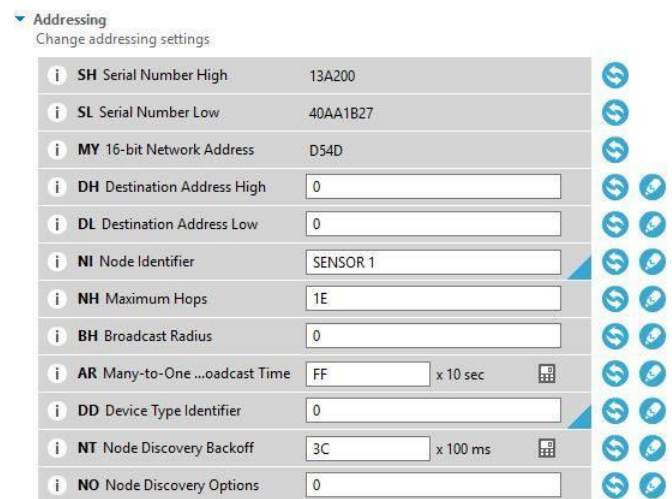 Addressing
Change addressing settings
i SH Serial Number High 13A200
i SL Serial Number Low 40AA1B27
i MY 16-bit Network Address D54D
i DH Destination Address High 0
i DL Destination Address Low 0
i NI Node Identifier SENSOR 1
i NH Maximum Hops 1E
i BH Broadcast Radius 0
i AR Many-to-One ...oadcast Time FF x 10 sec
i DD Device Type Identifier 0
i NT Node Discovery Backoff 3C x 100 ms
i NO Node Discovery Options 0